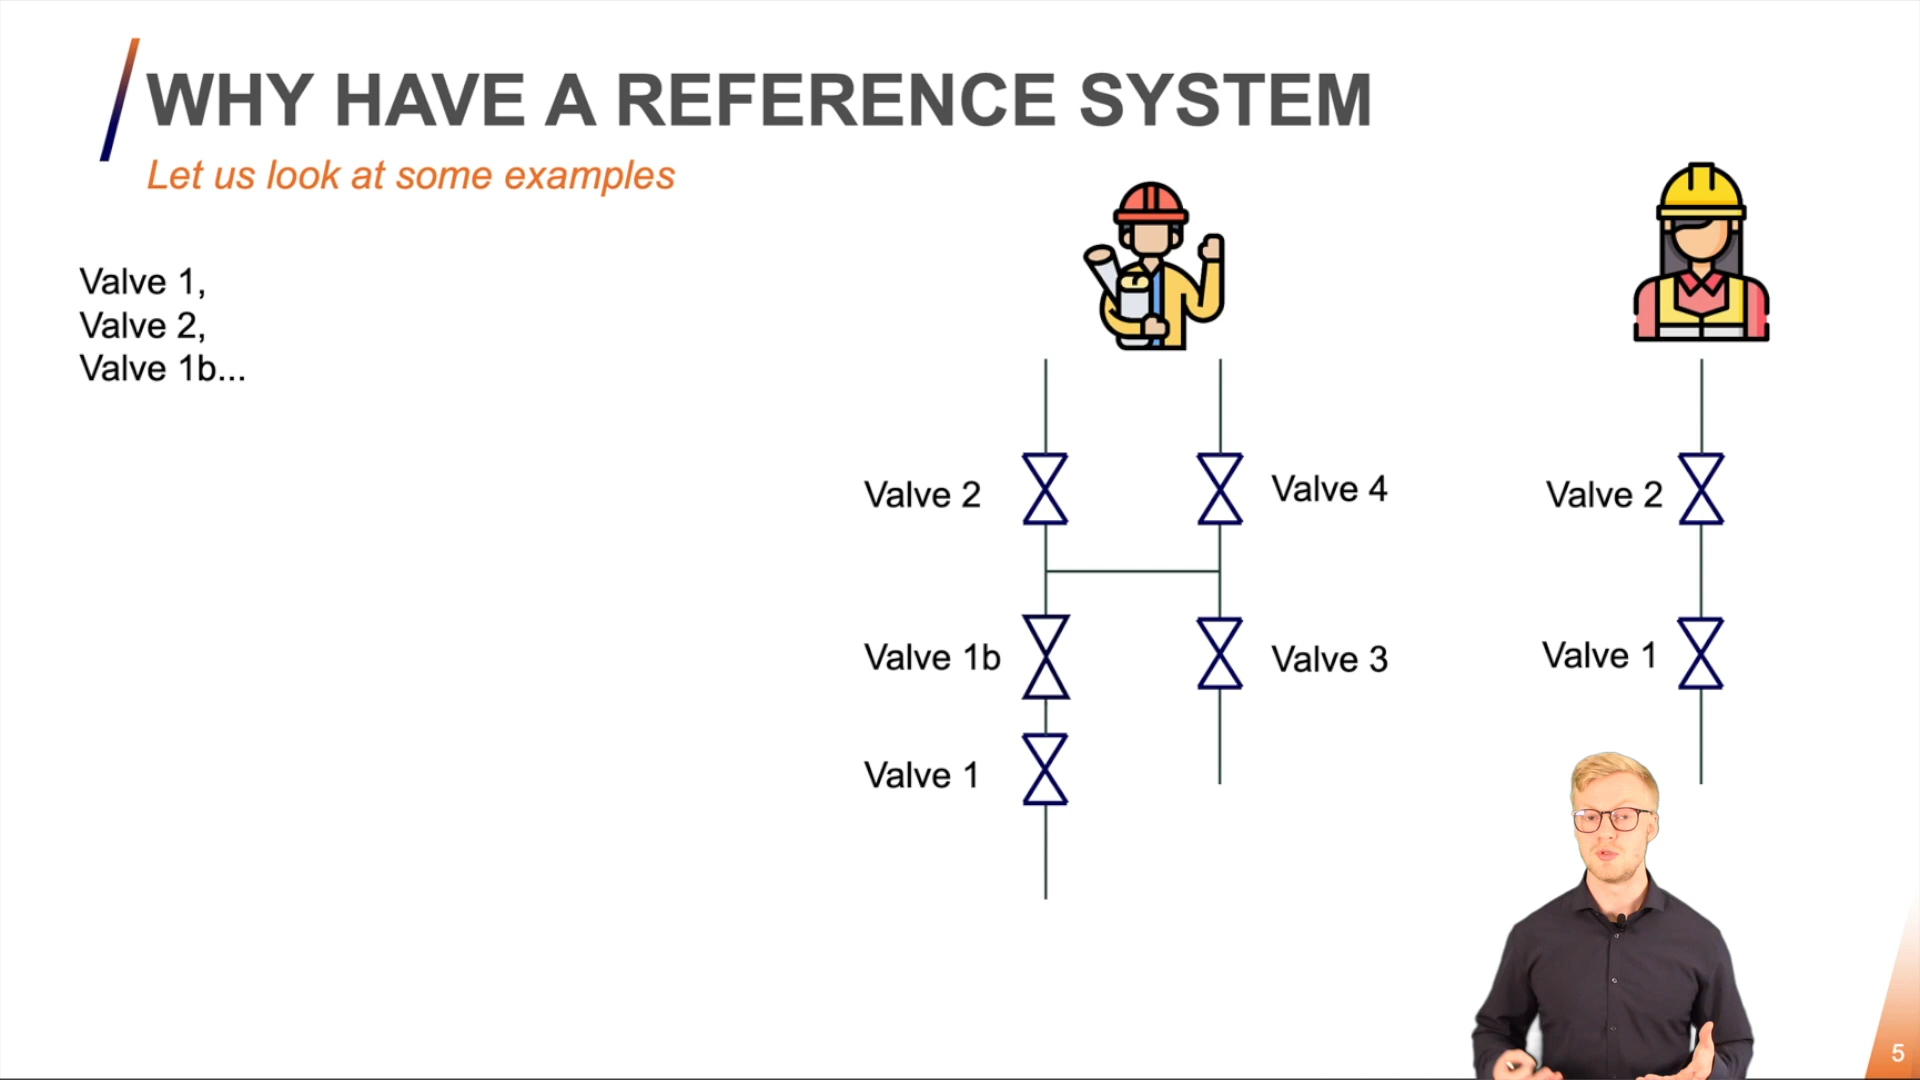 WHY HAVE A REFERENCE SYSTEM
Let us look at some examples
Valve 1,
Valve 2,
Valve 1b...
Valve 2
Valve 4
Valve 2
Valve 1b
Valve 3
Valve 1
Valve 1
5